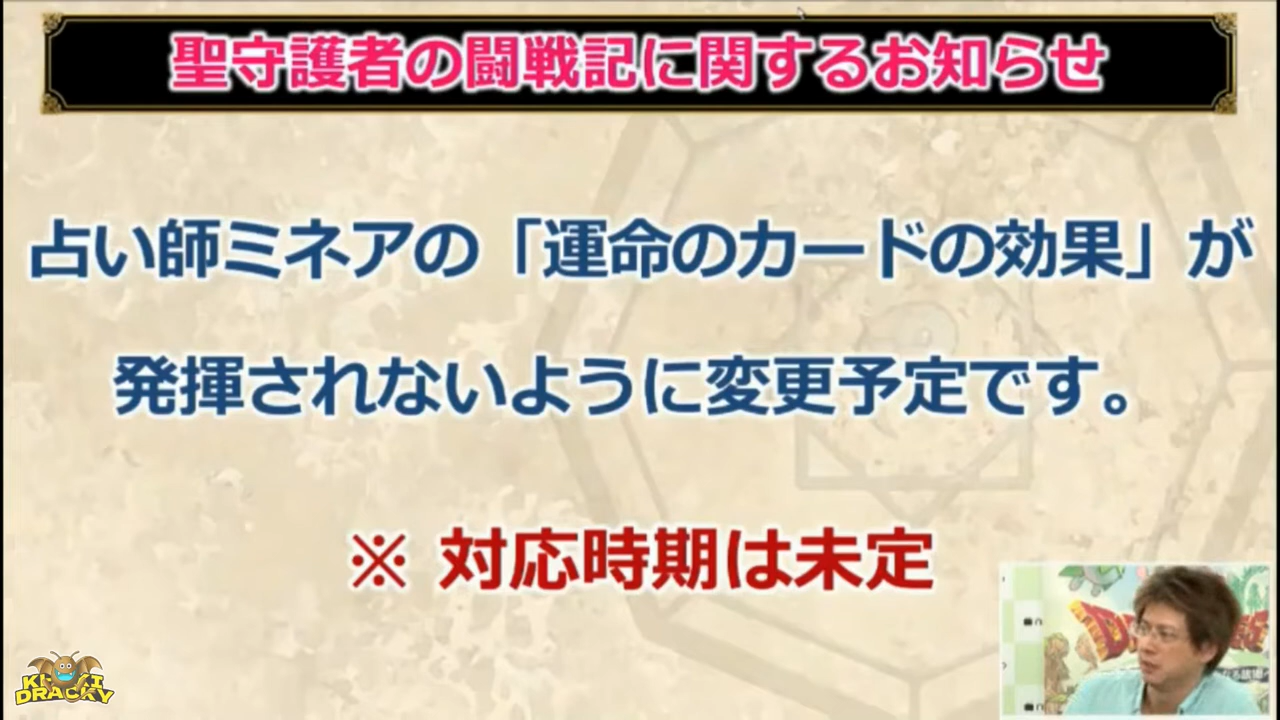 聖守護者の闘戦記に関するお知らせ
占い師ミネアの「運命のカードの効果」が
発揮されないように変更予定です。
※ 対応時期は未定
DRACKY